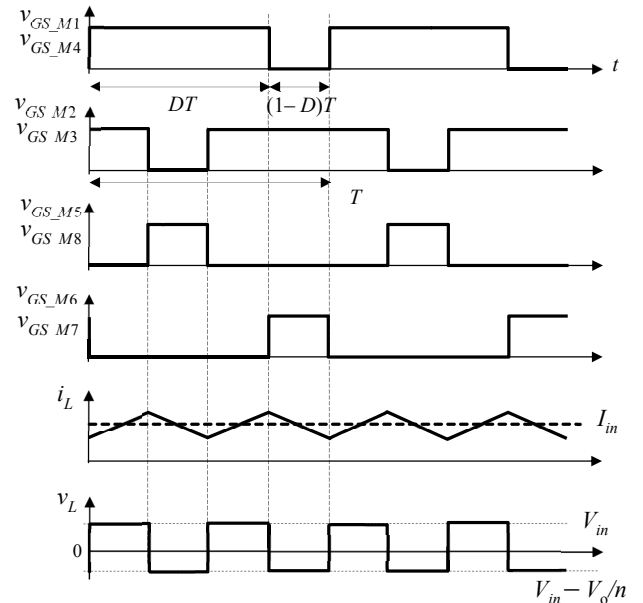 v_GS_M1
v_GS_M4
t
DT
(1-D)T
v_GS_M2
v_GS_M3
T
v_GS_M5
v_GS_M8
v_GS_M6
v_GS_M7
i_L
I_in
v_L
V_in
0
V_in − V_o/n